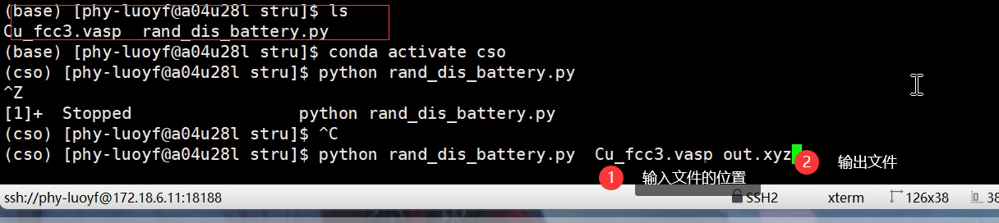 (base) [phy-luoyf@a04u28l stru]$ ls
Cu_fcc3.vasp  rand_dis_battery.py
(base) [phy-luoyf@a04u28l stru]$ conda activate cso
(cso) [phy-luoyf@a04u28l stru]$ python rand_dis_battery.py
^Z
[1]+  Stopped                 python rand_dis_battery.py
(cso) [phy-luoyf@a04u28l stru]$ ^C
(cso) [phy-luoyf@a04u28l stru]$ python rand_dis_battery.py  Cu_fcc3.vasp out.xyz
2 输出文件
1 输入文件的位置
ssh://phy-luoyf@172.18.6.11:18188 SSH2 xterm 126x38 38